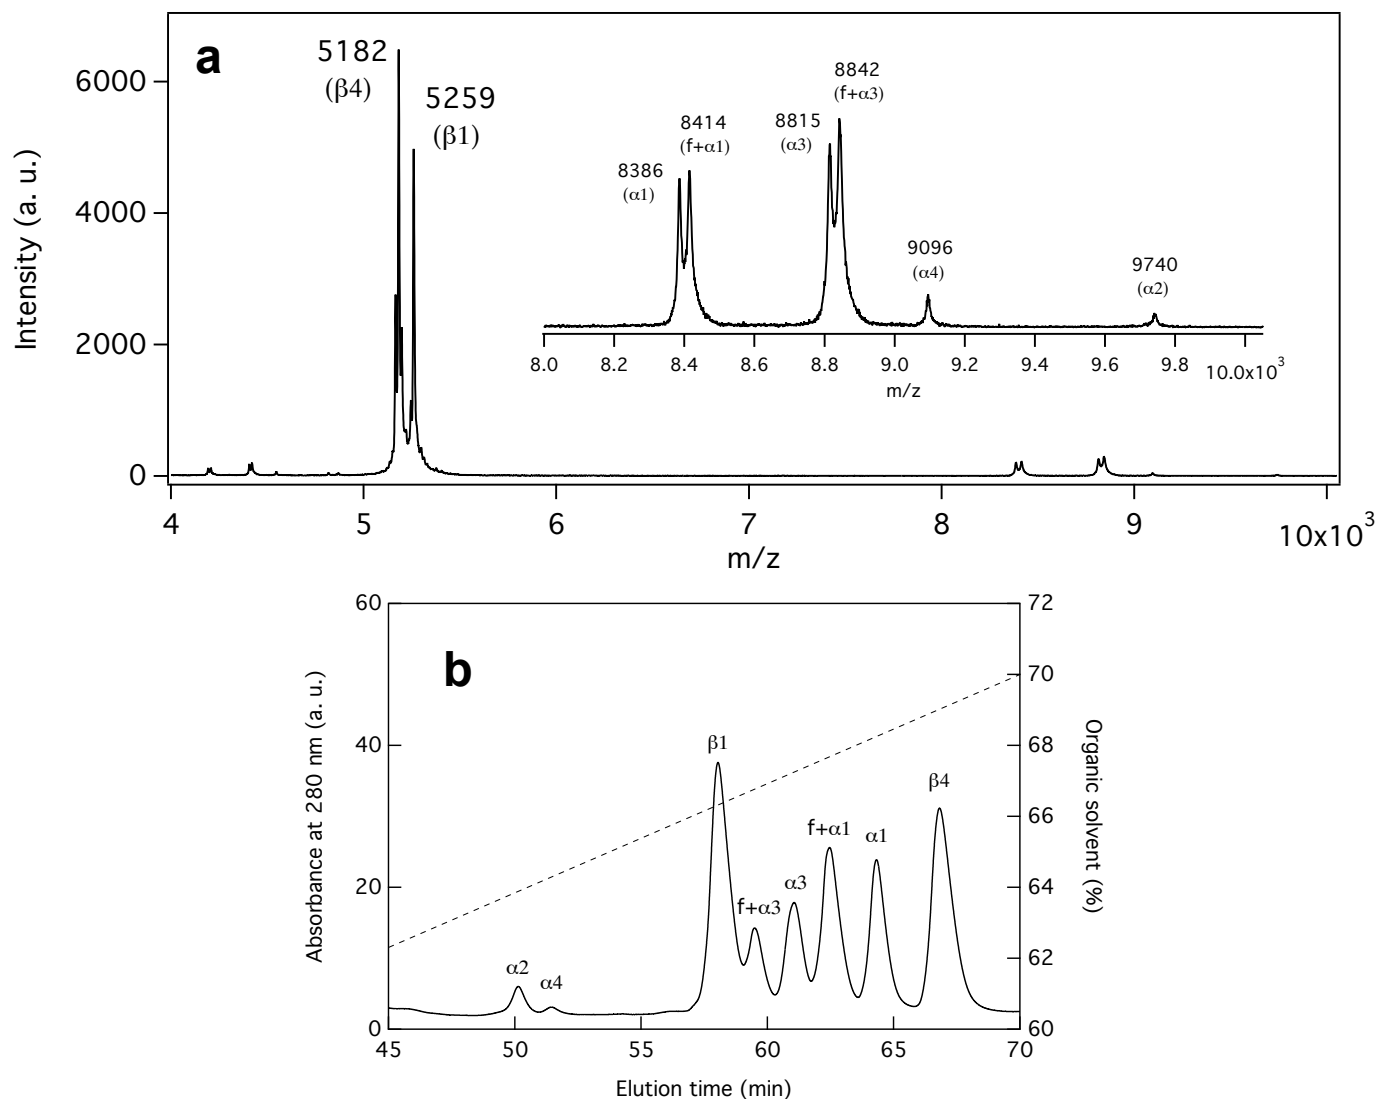 a
5182
(β4)
5259
(β1)
8386
(α1)
8414
(f+α1)
8815
(α3)
8842
(f+α3)
9096
(α4)
9740
(α2)
8.0 8.2 8.4 8.6 8.8 9.0 9.2 9.4 9.6 9.8 10.0x10³
m/z
Intensity (a. u.)
6000
4000
2000
0
4 5 6 7 8 9 10x10³
m/z
b
Absorbance at 280 nm (a. u.)
60
40
20
0
α2
α4
β1
f+α3
α3
f+α1
α1
β4
72
70
68
66
64
62
60
Organic solvent (%)
45 50 55 60 65 70
Elution time (min)